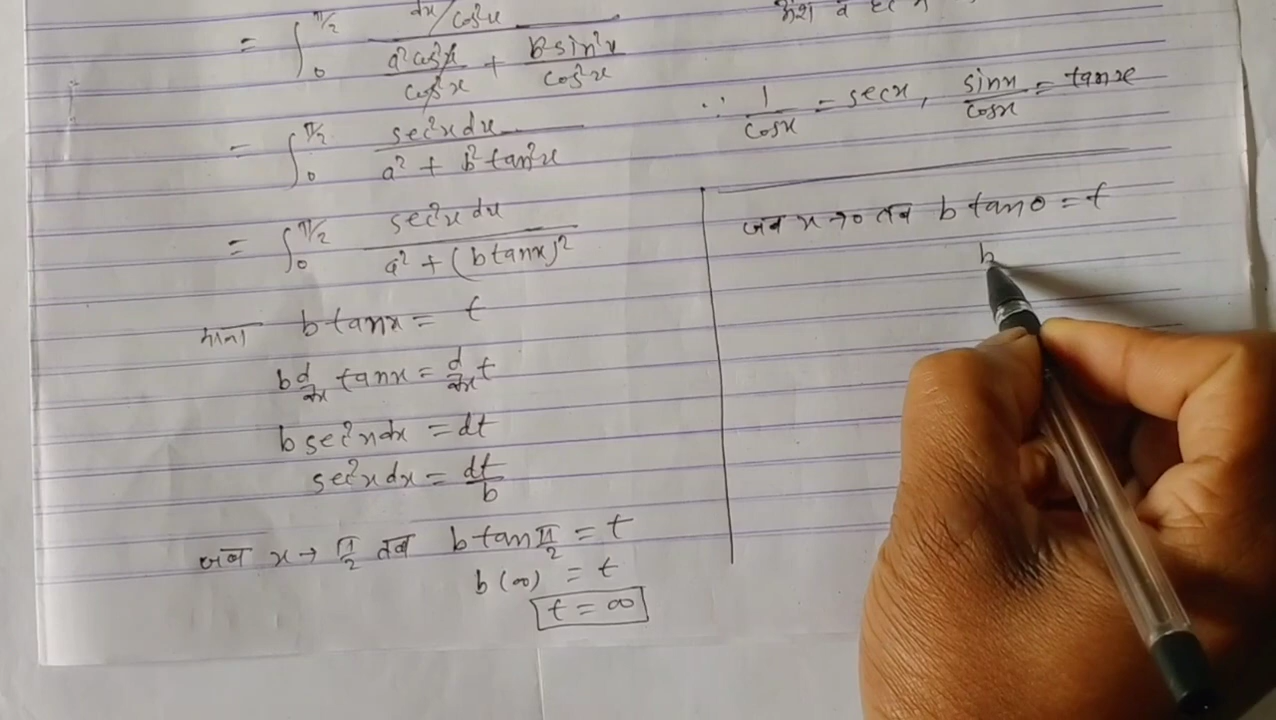 = ∫₀^π/2 dx/cos²x / (a²cos²x/cos²x + b²sin²x/cos²x)
∵ 1/cosx = secx, sinx/cosx = tanx
= ∫₀^π/2 sec²x dx / (a² + b² tan²x)
= ∫₀^π/2 sec²x dx / (a² + (b tanx)²)
माना b tanx = t
b d/dx tanx = d/dx t
b sec²x dx = dt
sec²x dx = dt/b
जब x → π/2 तब b tan π/2 = t
b(∞) = t
t = ∞
जब x → 0 तब b tan0 = t
b